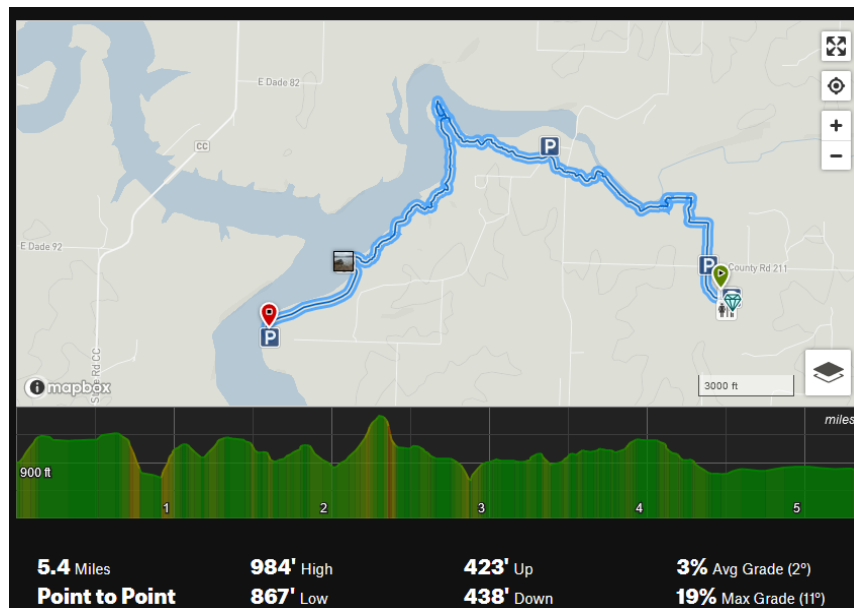 E Dade 82
CC
P
E Dade 92
P
County Rd 211
P
State Rd CC
3000 ft
mapbox
miles
900 ft
1
2
3
4
5
5.4 Miles
984' High
423' Up
3% Avg Grade (2°)
Point to Point
867' Low
438' Down
19% Max Grade (11°)